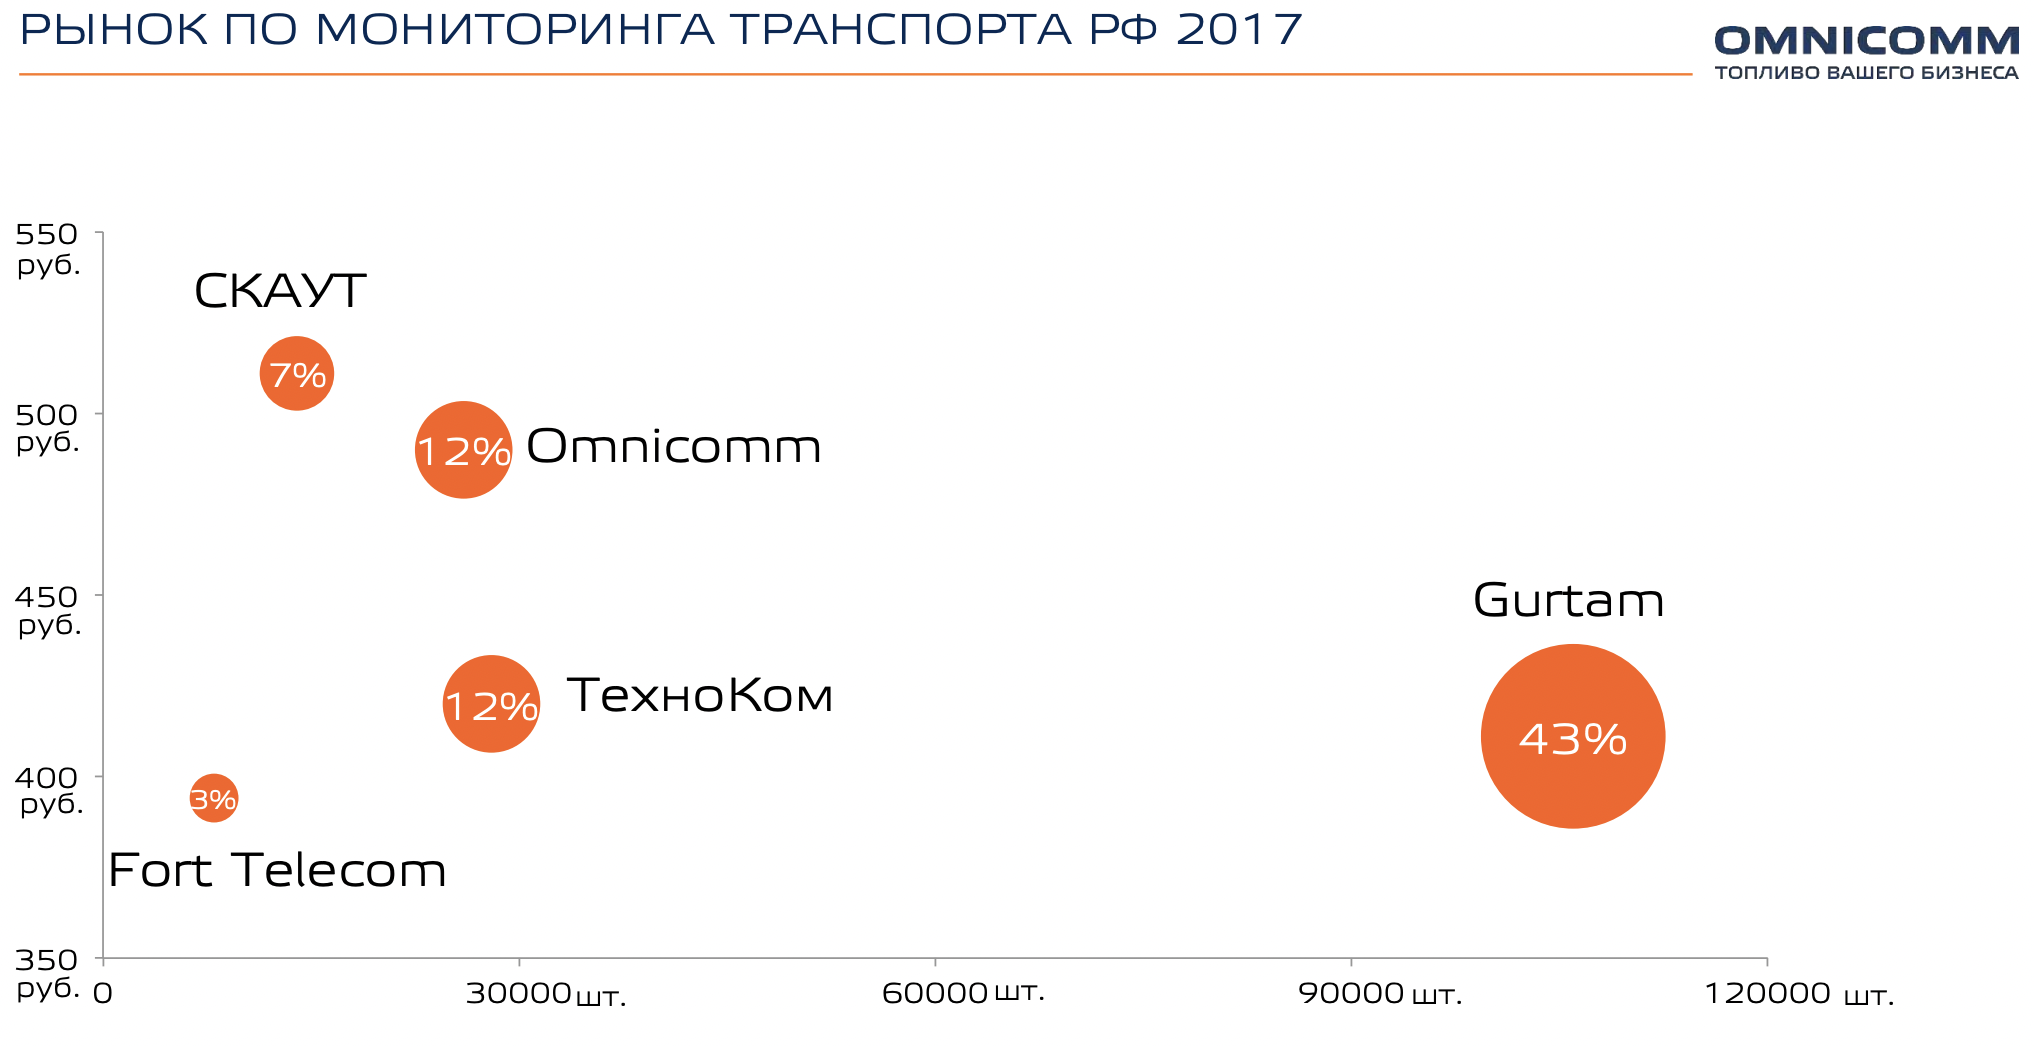 РЫНОК ПО МОНИТОРИНГА ТРАНСПОРТА РФ 2017
OMNICOMM
ТОПЛИВО ВАШЕГО БИЗНЕСА
550
руб.
СКАУТ
7%
500
руб.
12% Omnicomm
450
руб.
Gurtam
12% ТехноКом
43%
400
руб.
3%
Fort Telecom
350
руб.
0 30000 шт. 60000 шт. 90000 шт. 120000 шт.